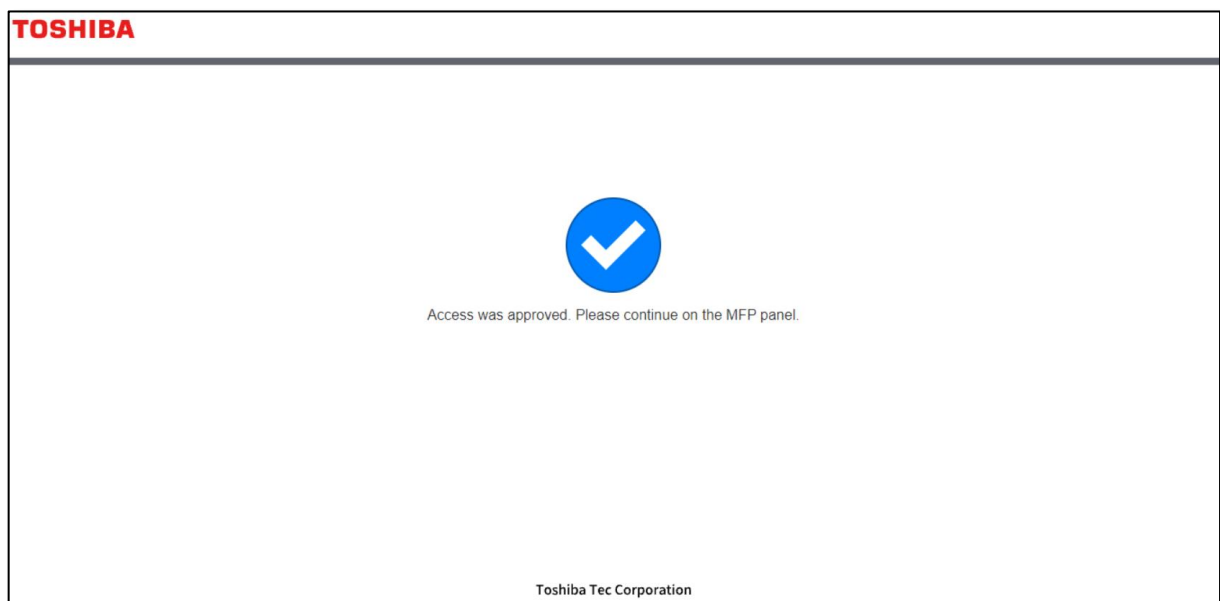 TOSHIBA
Access was approved. Please continue on the MFP panel.
Toshiba Tec Corporation